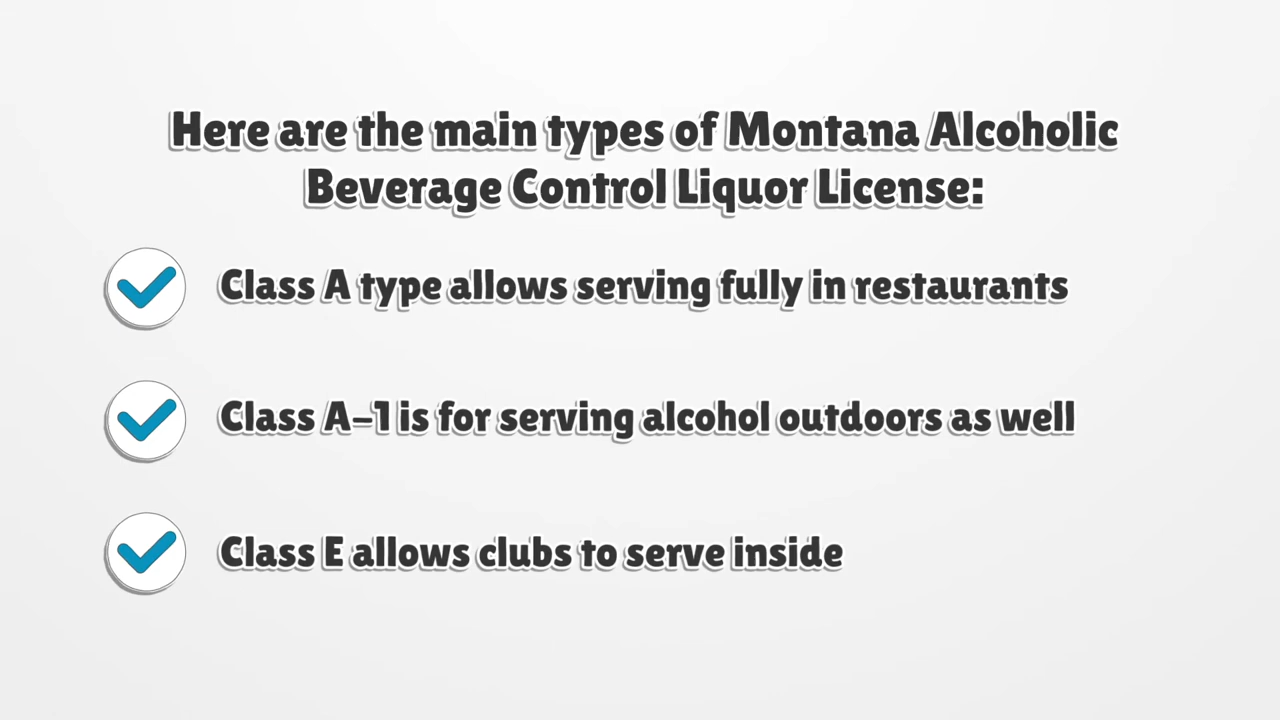 Here are the main types of Montana Alcoholic
Beverage Control Liquor License:
Class A type allows serving fully in restaurants
Class A-1 is for serving alcohol outdoors as well
Class E allows clubs to serve inside